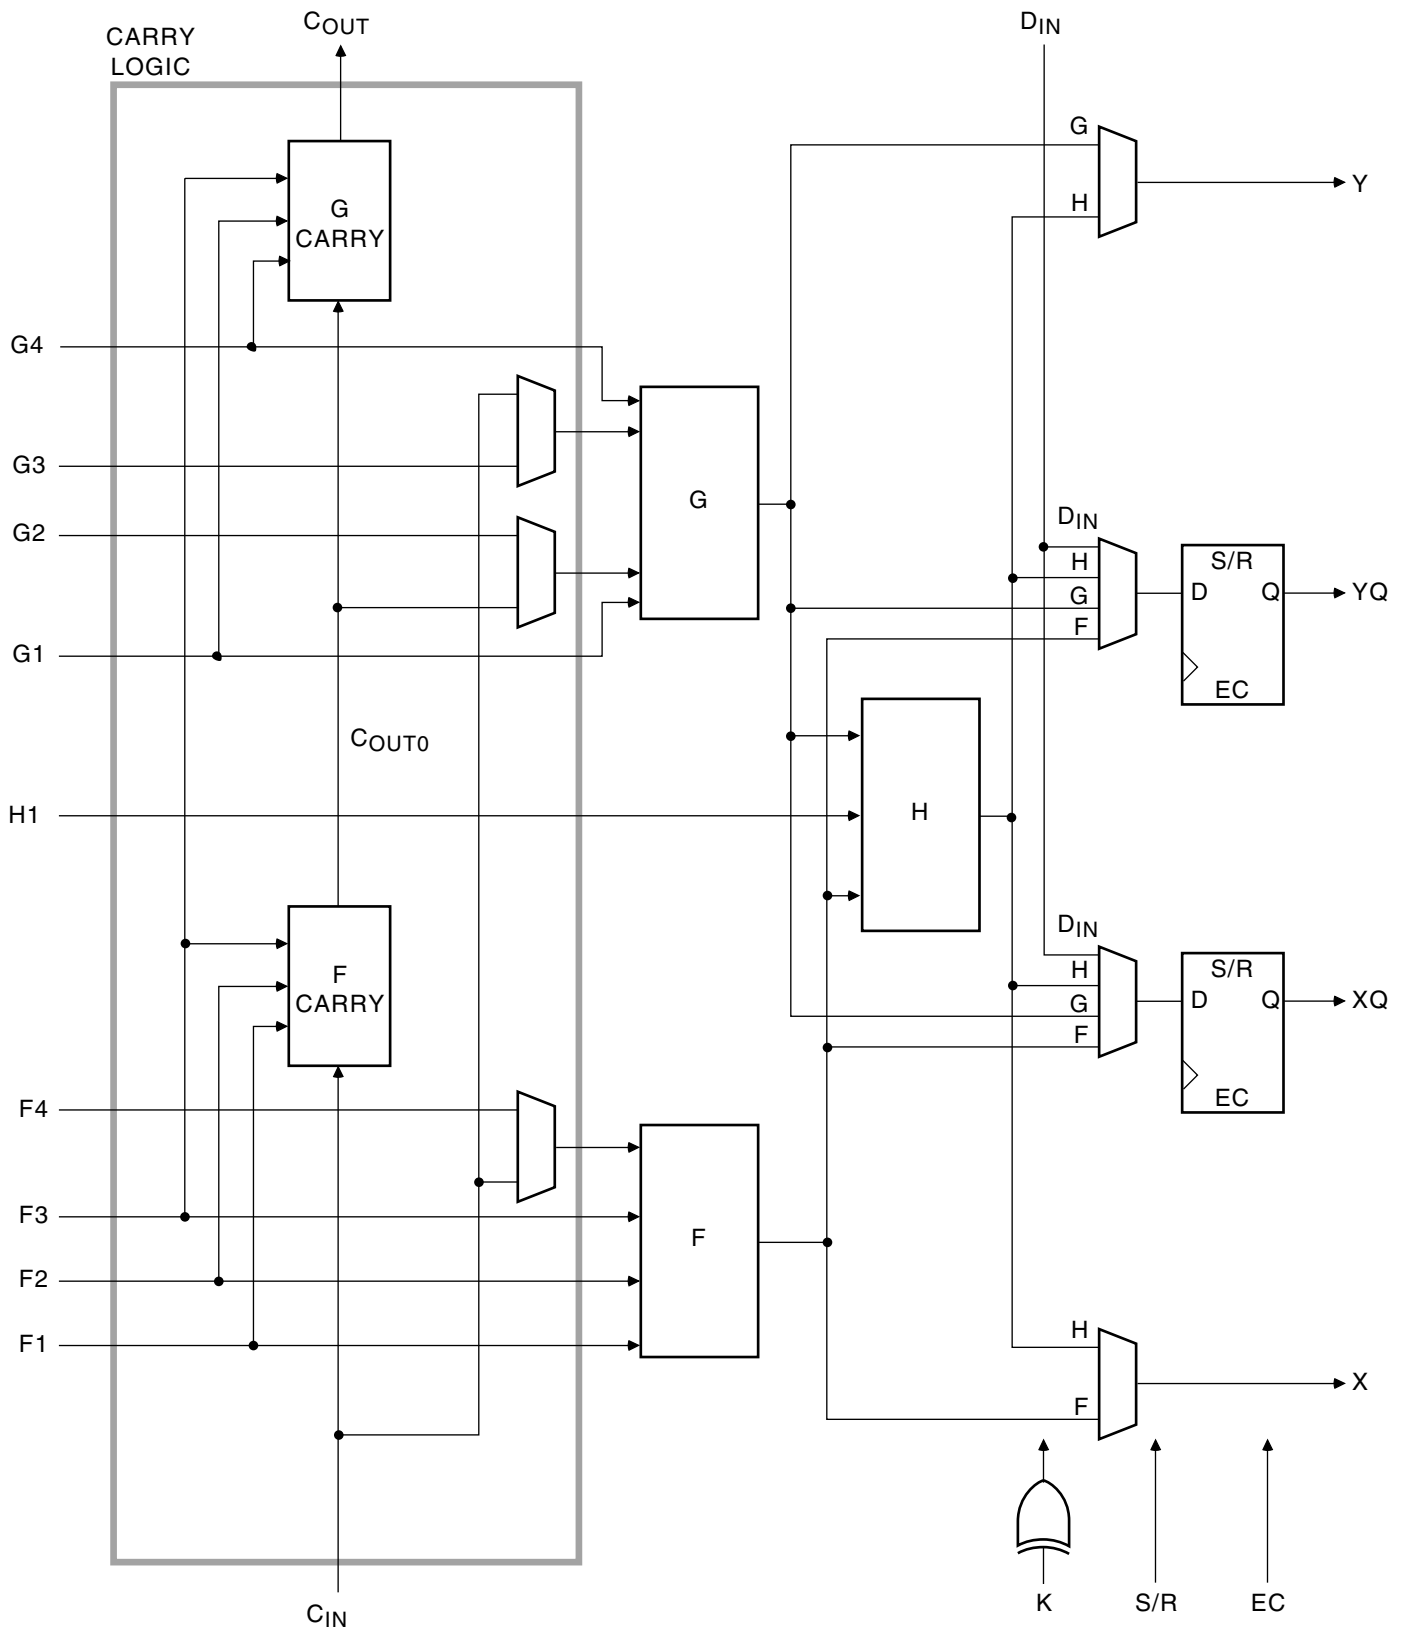 COUT
DIN
CARRY
LOGIC
G
Y
G
CARRY
H
G4
G3
G
G2
DIN
H
S/R
D
Q
YQ
G
F
G1
EC
COUT0
H1
H
DIN
S/R
H
F
CARRY
D
Q
XQ
G
F
EC
F4
F3
F
F2
F1
H
X
F
CIN
K
S/R
EC